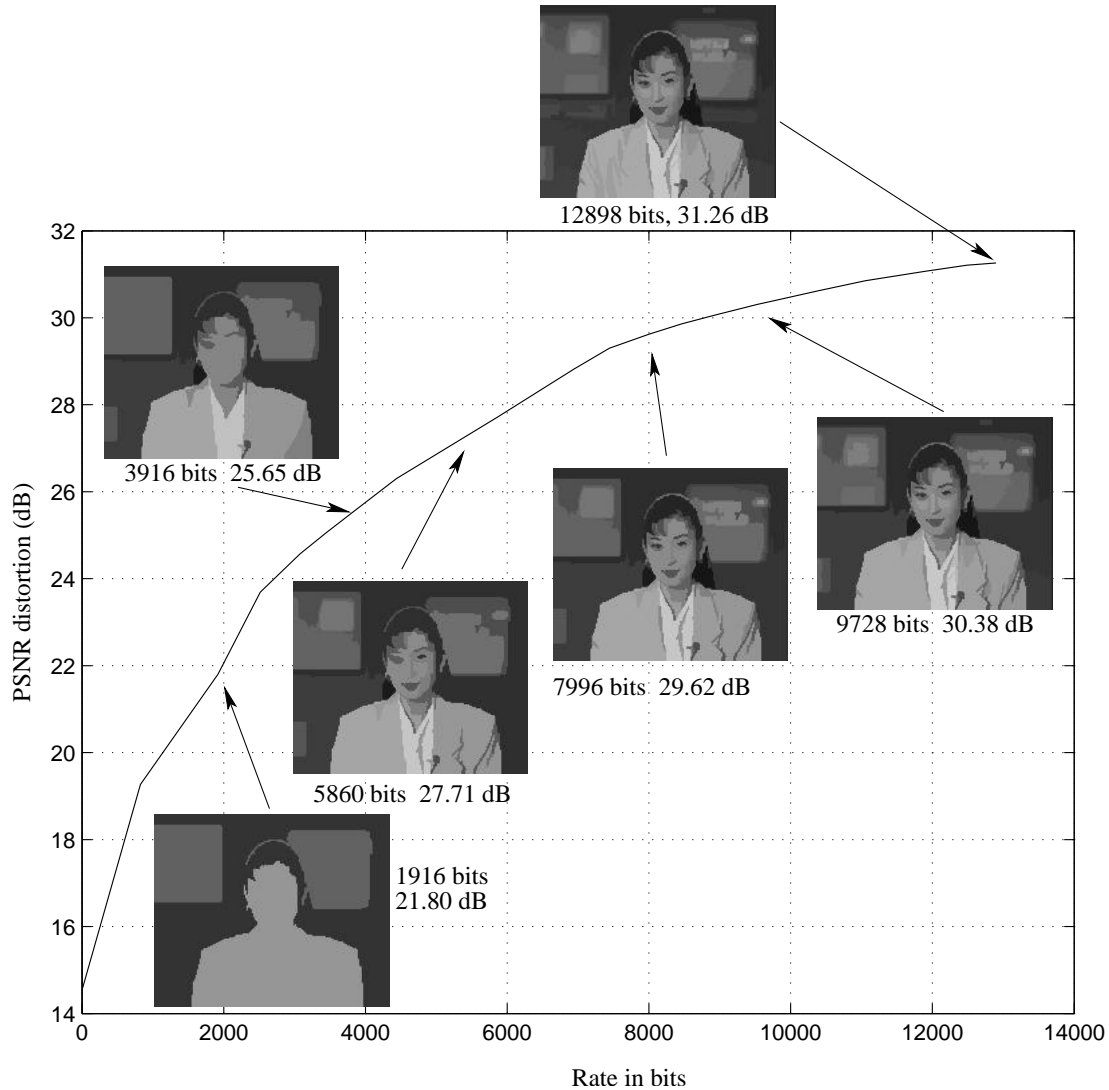 12898 bits, 31.26 dB
32
30
28
26
24
22
20
18
16
14
PSNR distortion (dB)
3916 bits 25.65 dB
5860 bits 27.71 dB
7996 bits 29.62 dB
9728 bits 30.38 dB
1916 bits
21.80 dB
0 2000 4000 6000 8000 10000 12000 14000
Rate in bits